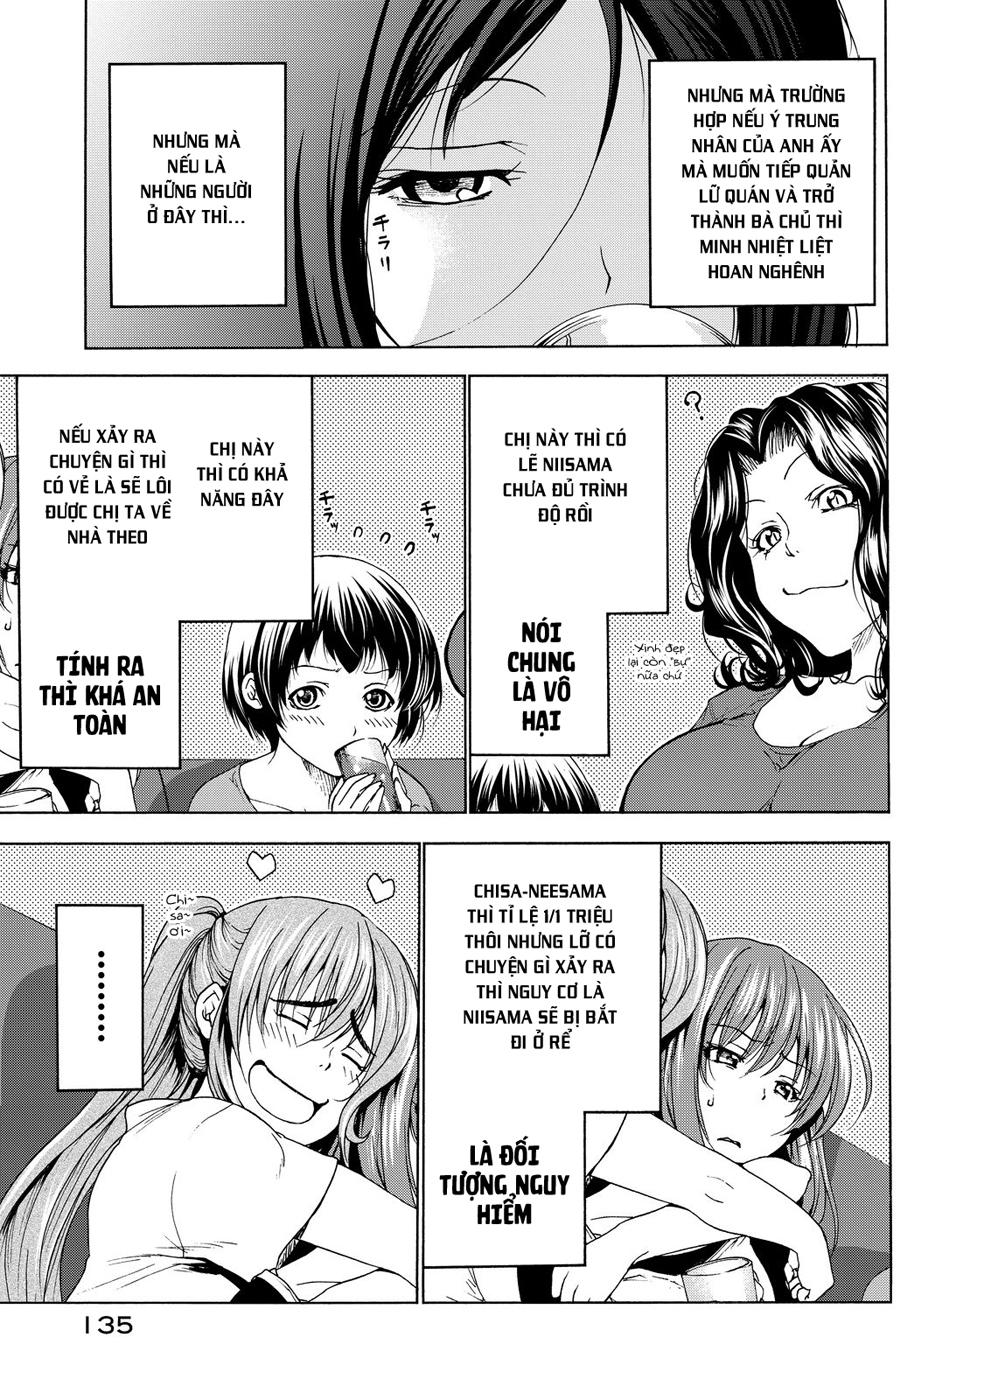 NHƯNG MÀ TRƯỜNG
HỢP NẾU Ý TRUNG
NHÂN CỦA ANH ẤY
MÀ MUỐN TIẾP QUẢN
LỮ QUÁN VÀ TRỞ
THÀNH BÀ CHỦ THÌ
MINH NHIỆT LIỆT
HOAN NGHÊNH
チラリ
NHƯNG MÀ
NẾU LÀ
NHỮNG NGƯỜI
Ở ĐÂY THÌ...
?
CHỊ NÀY THÌ CÓ
LẼ NIISAMA
CHƯA ĐỦ TRÌNH
ĐỘ RỒI
Xinh đẹp
lại còn "bự"
nữa chứ
NÓI
CHUNG
LÀ VÔ
HẠI
チラッ
チラッ
CHỊ NÀY
THÌ CÓ KHẢ
NĂNG ĐÂY
NẾU XẢY RA
CHUYỆN GÌ THÌ
CÓ VẺ LÀ SẼ LÔI
ĐƯỢC CHỊ TA VỀ
NHÀ THEO
TÍNH RA
THÌ KHÁ AN
TOÀN
CHISA-NEESAMA
THÌ TỈ LỆ 1/1 TRIỆU
THÔI NHƯNG LỠ CÓ
CHUYỆN GÌ XẢY RA
THÌ NGUY CƠ LÀ
NIISAMA SẼ BỊ BẮT
ĐI Ở RỂ
LÀ ĐỐI
TƯỢNG NGUY
HIỂM
Chi~
sa~
ơi~
.........
135